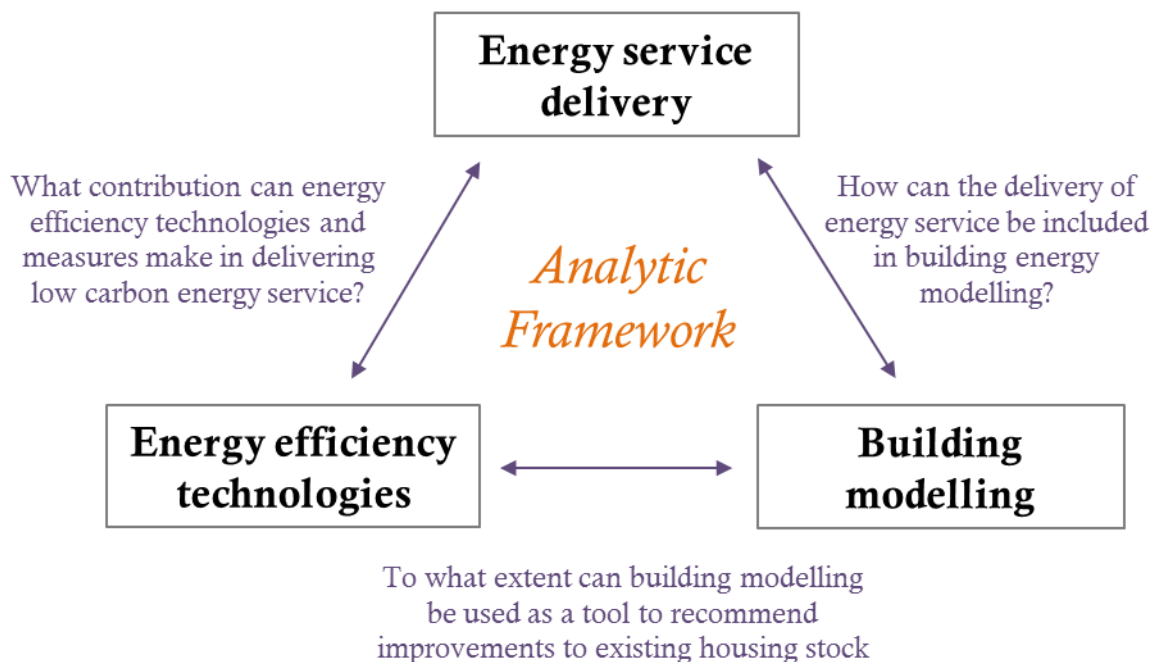 Energy service
delivery
What contribution can energy
efficiency technologies and
measures make in delivering
low carbon energy service?
How can the delivery of
energy service be included
in building energy
modelling?
Analytic
Framework
Energy efficiency
technologies
Building
modelling
To what extent can building modelling
be used as a tool to recommend
improvements to existing housing stock